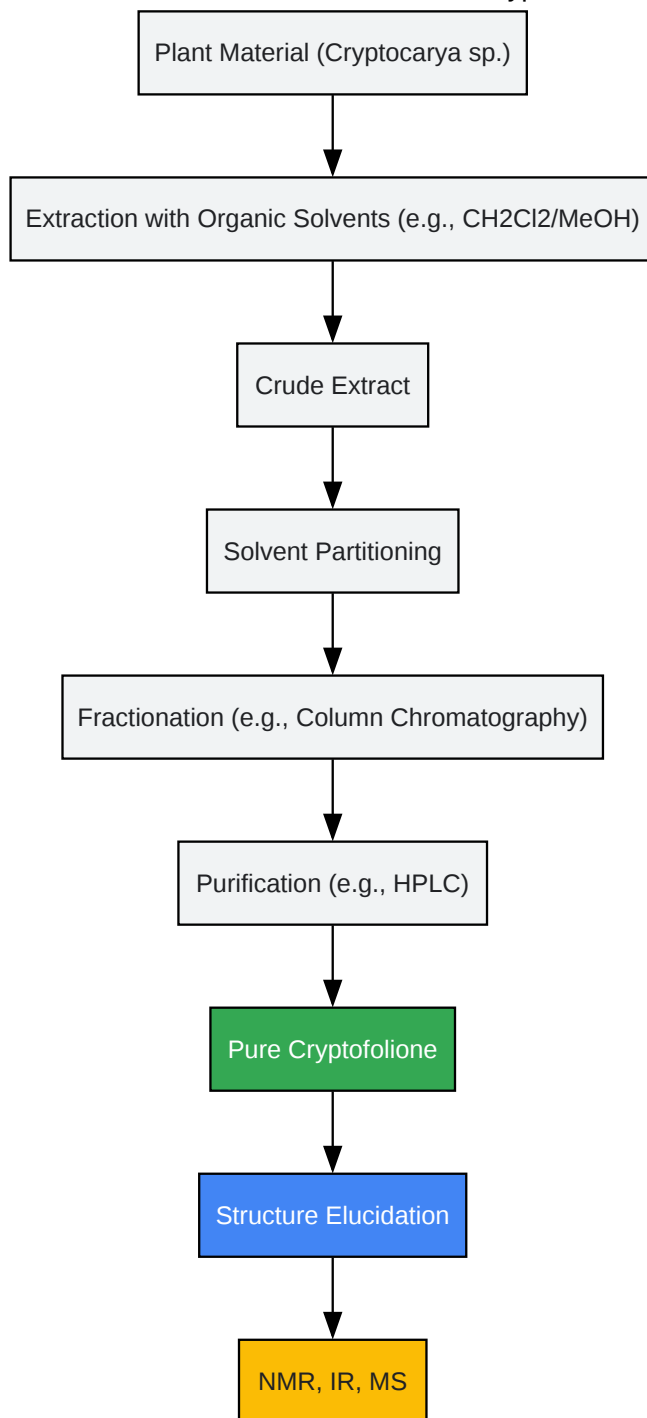 Plant Material (Cryptocarya sp.)
Extraction with Organic Solvents (e.g., CH2Cl2/MeOH)
Crude Extract
Solvent Partitioning
Fractionation (e.g., Column Chromatography)
Purification (e.g., HPLC)
Pure Cryptofolione
Structure Elucidation
NMR, IR, MS